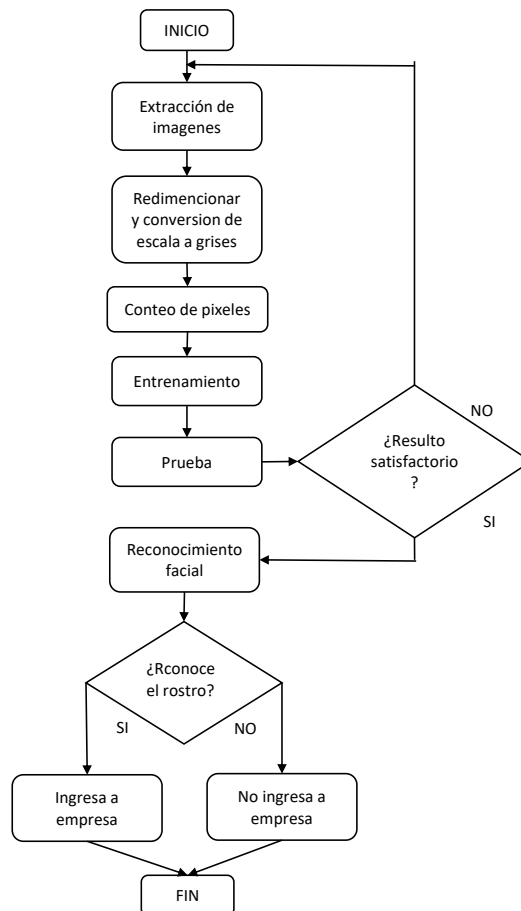 INICIO
Extracción de
imagenes
Redimencionar
y conversion de
escala a grises
Conteo de pixeles
Entrenamiento
NO
¿Resulto
satisfactorio
?
Prueba
SI
Reconocimiento
facial
¿Rconoce
el rostro?
SI
NO
Ingresa a
empresa
No ingresa a
empresa
FIN